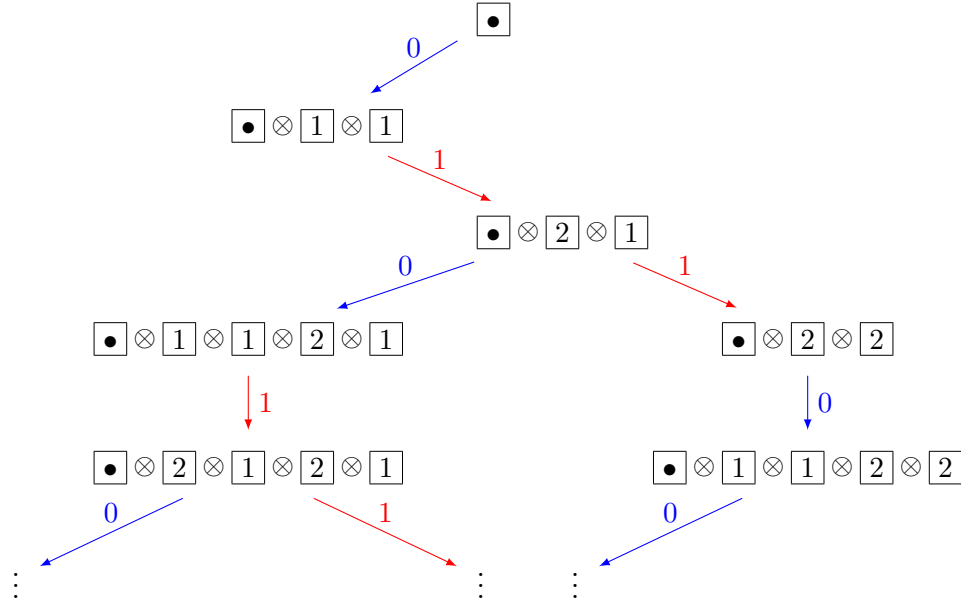 •
0
• ⊗ 1 ⊗ 1
1
• ⊗ 2 ⊗ 1
0 1
• ⊗ 1 ⊗ 1 ⊗ 2 ⊗ 1 • ⊗ 2 ⊗ 2
1 0
• ⊗ 2 ⊗ 1 ⊗ 2 ⊗ 1 • ⊗ 1 ⊗ 1 ⊗ 2 ⊗ 2
0 1 0
⋮ ⋮ ⋮